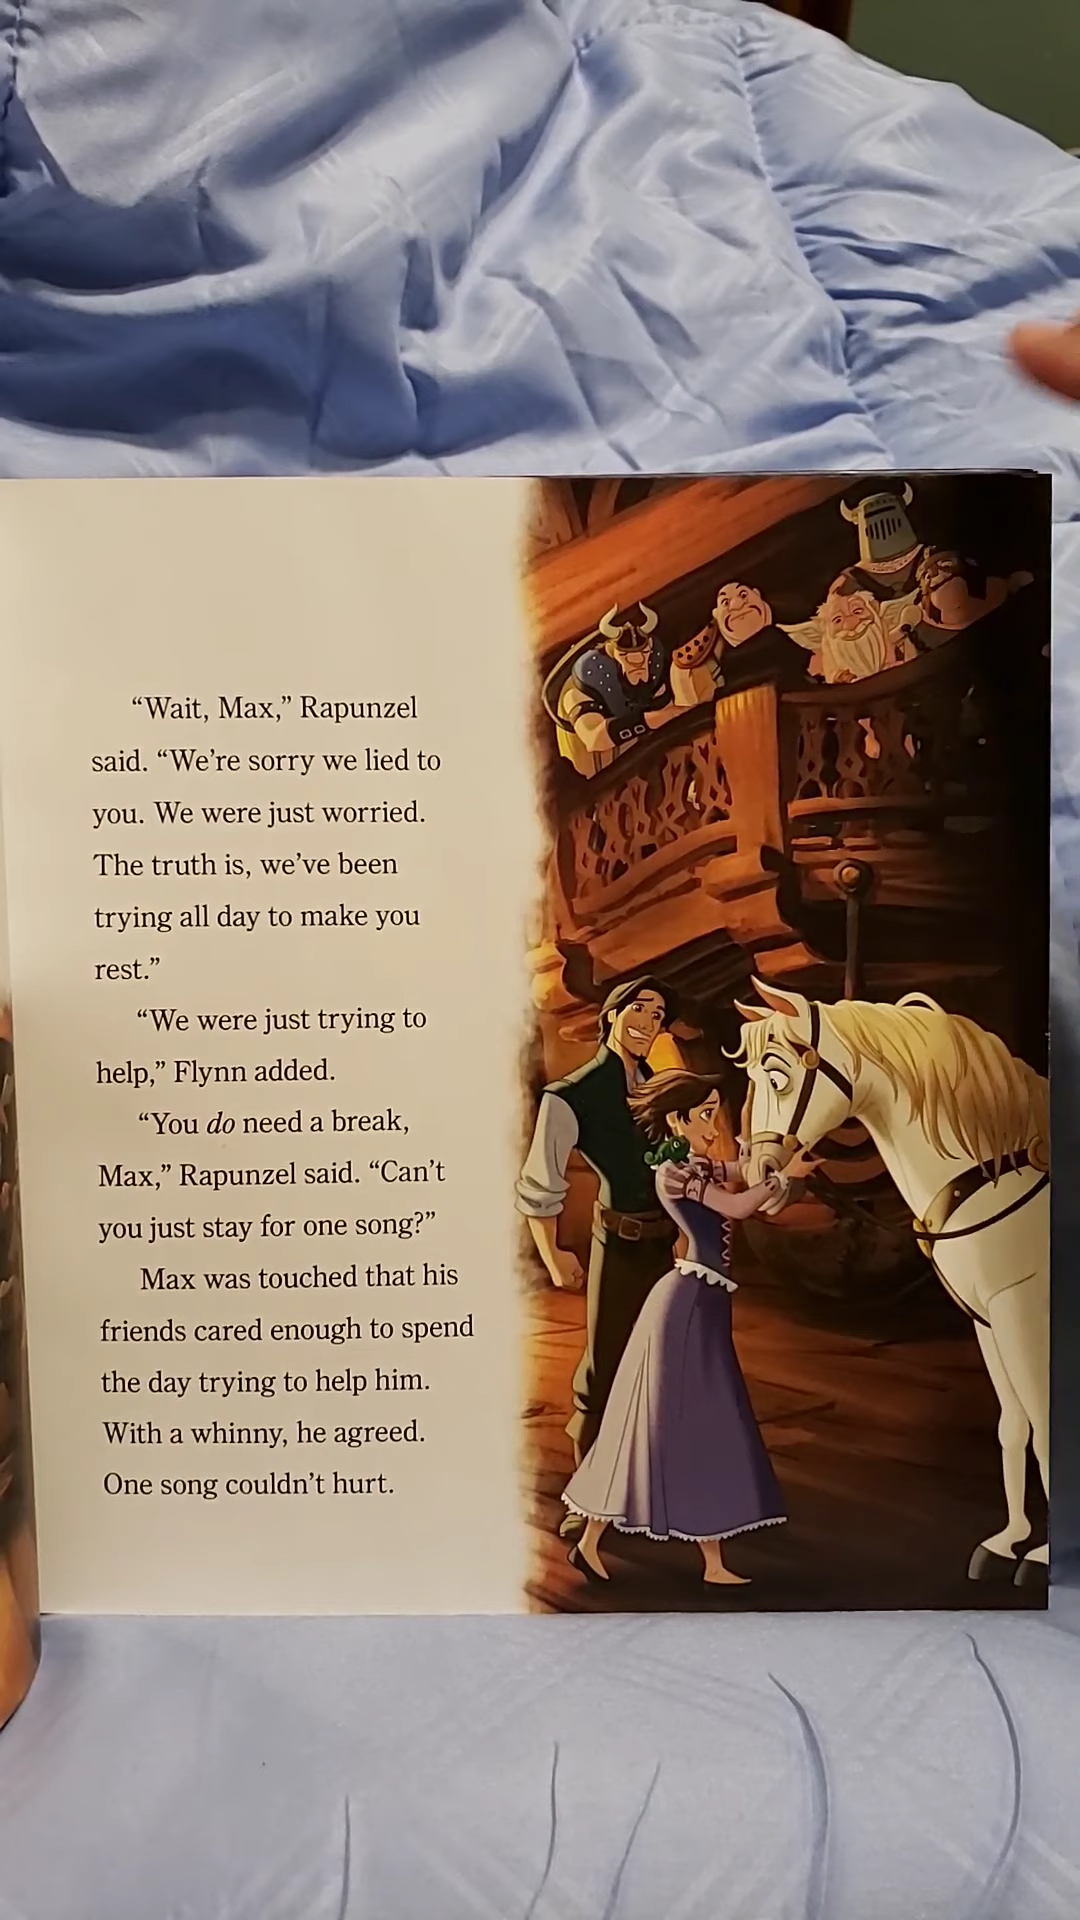 “Wait, Max,” Rapunzel
said. “We’re sorry we lied to
you. We were just worried.
The truth is, we’ve been
trying all day to make you
rest.”
“We were just trying to
help,” Flynn added.
“You do need a break,
Max,” Rapunzel said. “Can’t
you just stay for one song?”
Max was touched that his
friends cared enough to spend
the day trying to help him.
With a whinny, he agreed.
One song couldn’t hurt.